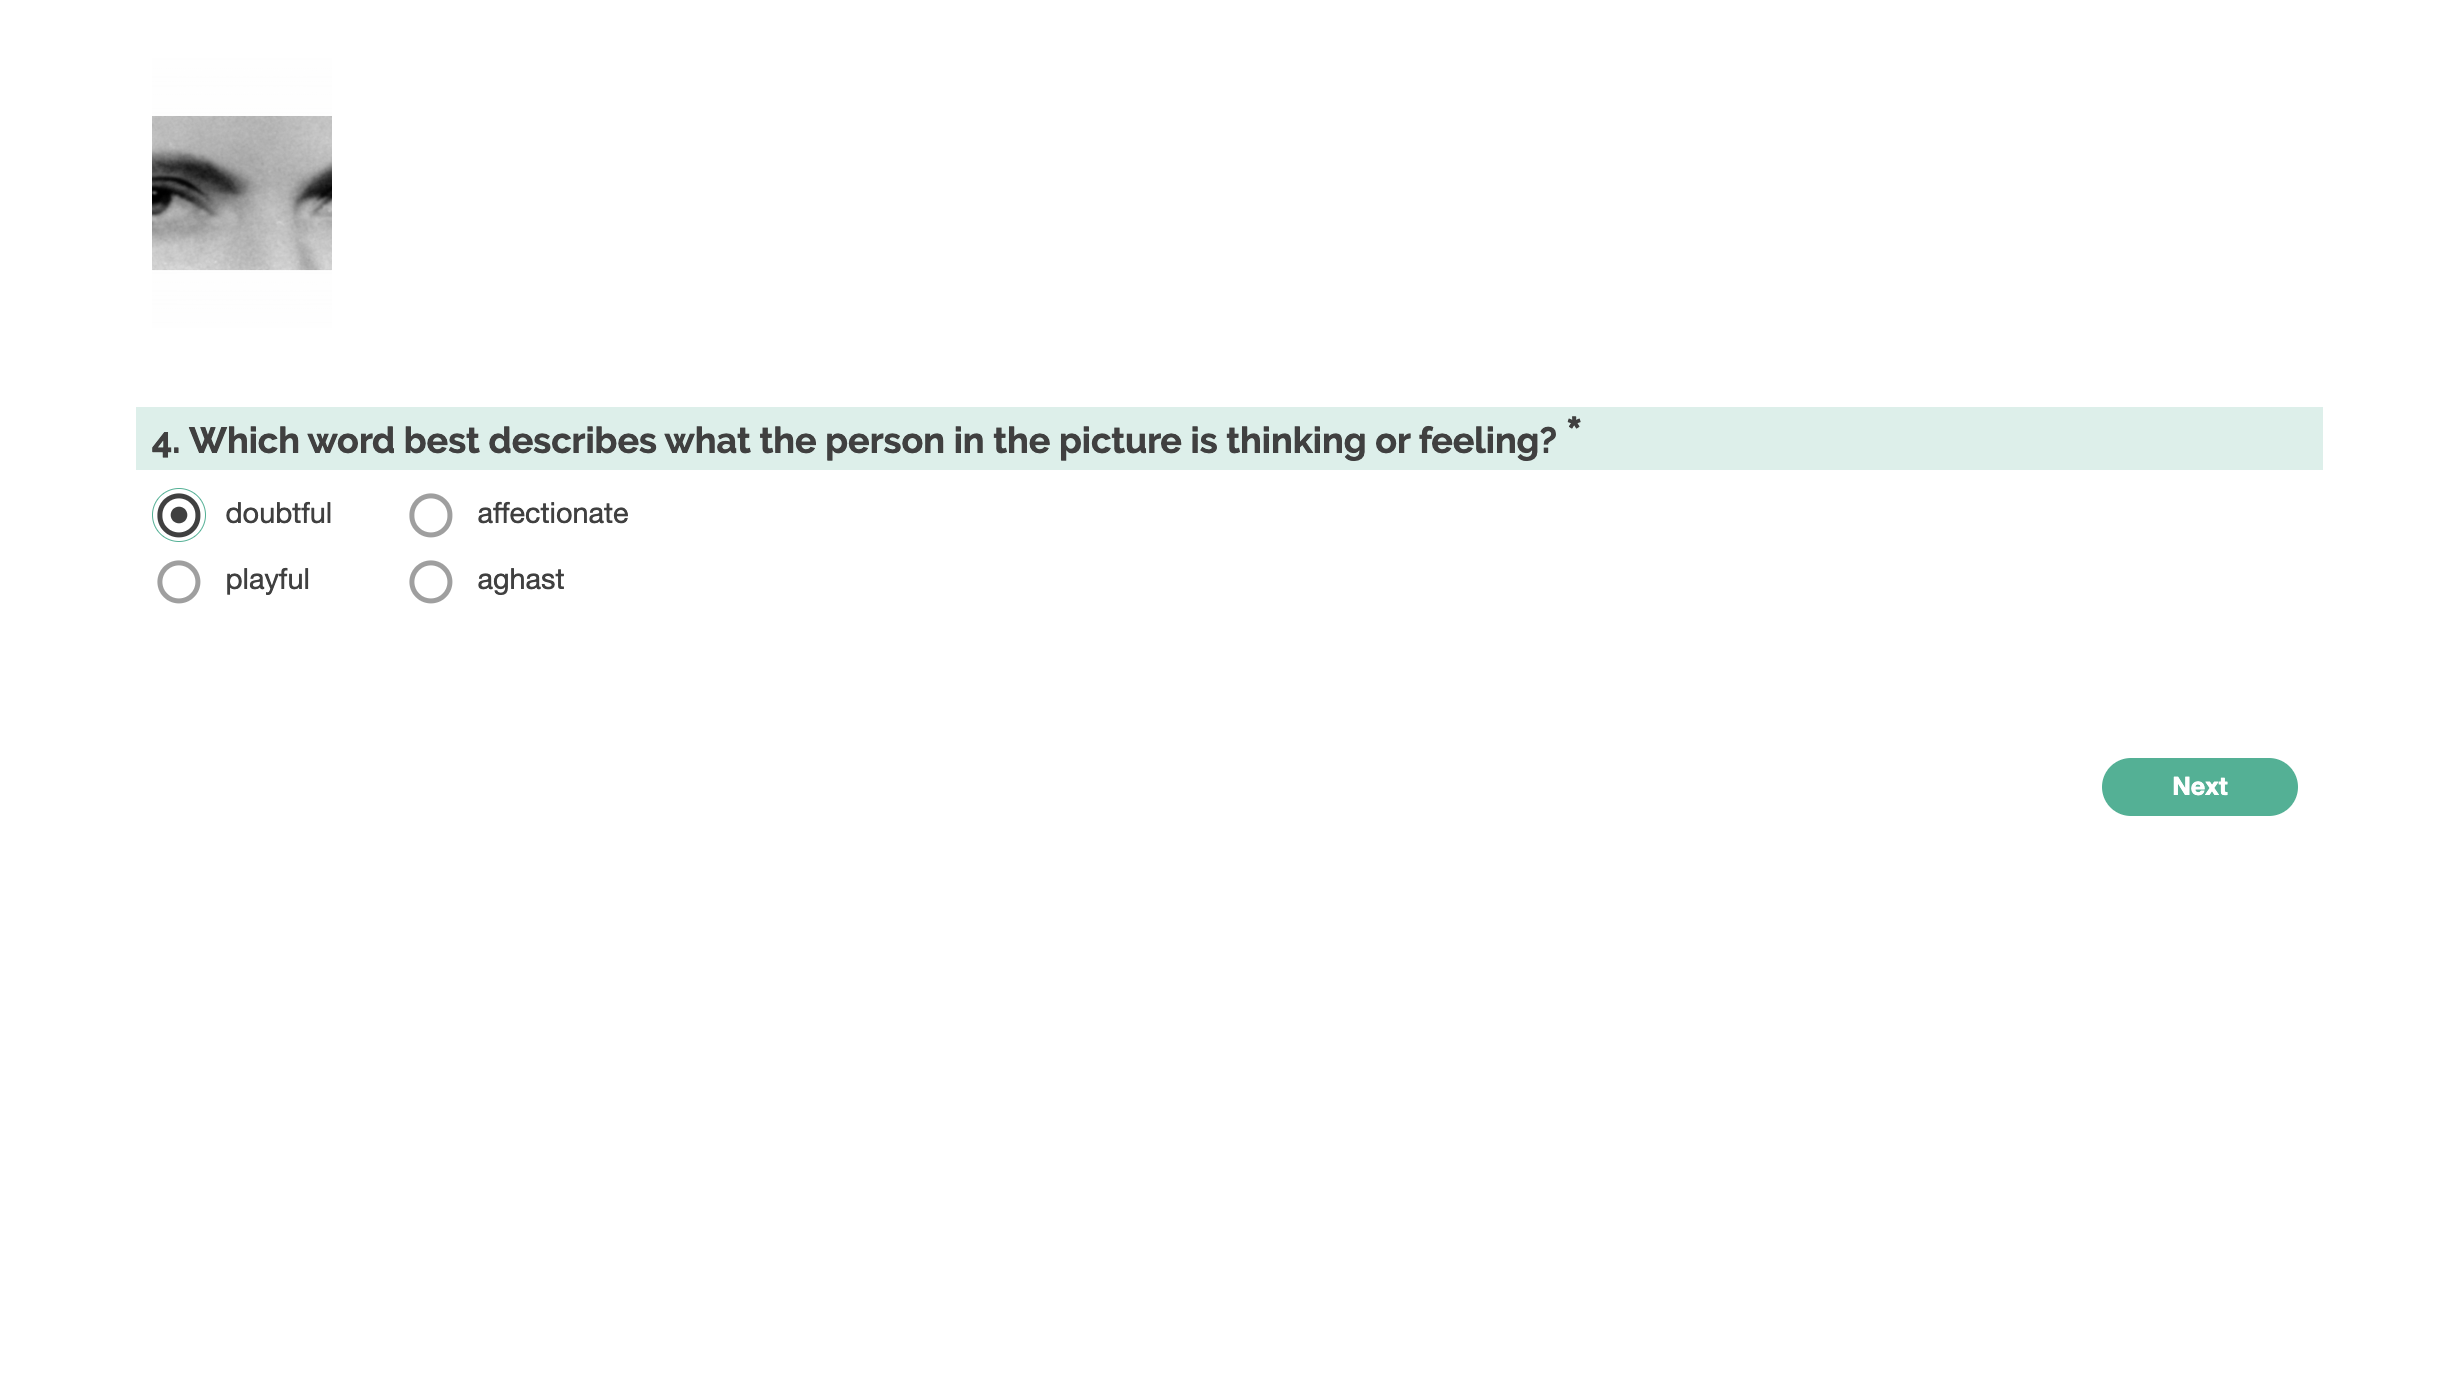 4. Which word best describes what the person in the picture is thinking or feeling? *
doubtful affectionate
playful aghast
Next